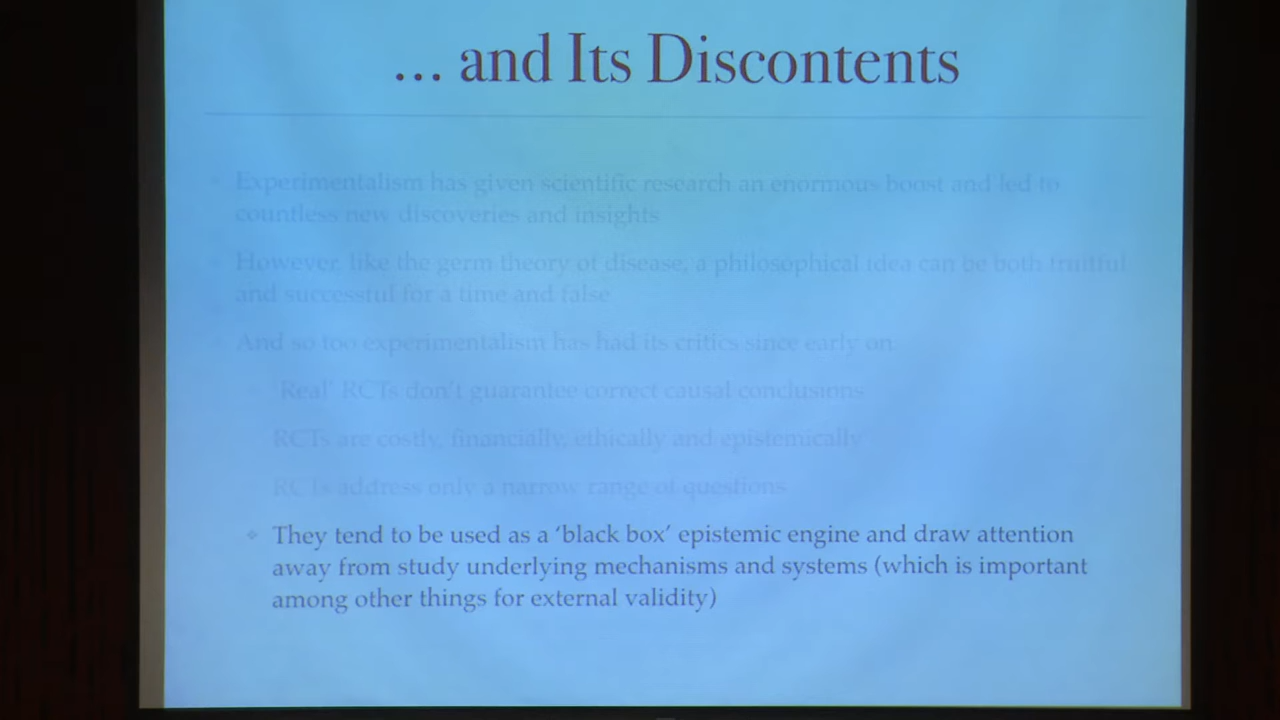 ... and Its Discontents
Experimentalism has given scientific research an enormous boost and led to
countless new discoveries and insights
However, like the germ theory of disease, a philosophical idea can be both fruitful
and successful for a time and false
And so too experimentalism has had its critics since early on:
'Real' RCTs don't guarantee correct causal conclusions
RCTs are costly, financially, ethically and epistemically
RCTs address only a narrow range of questions
They tend to be used as a 'black box' epistemic engine and draw attention
away from study underlying mechanisms and systems (which is important
among other things for external validity)